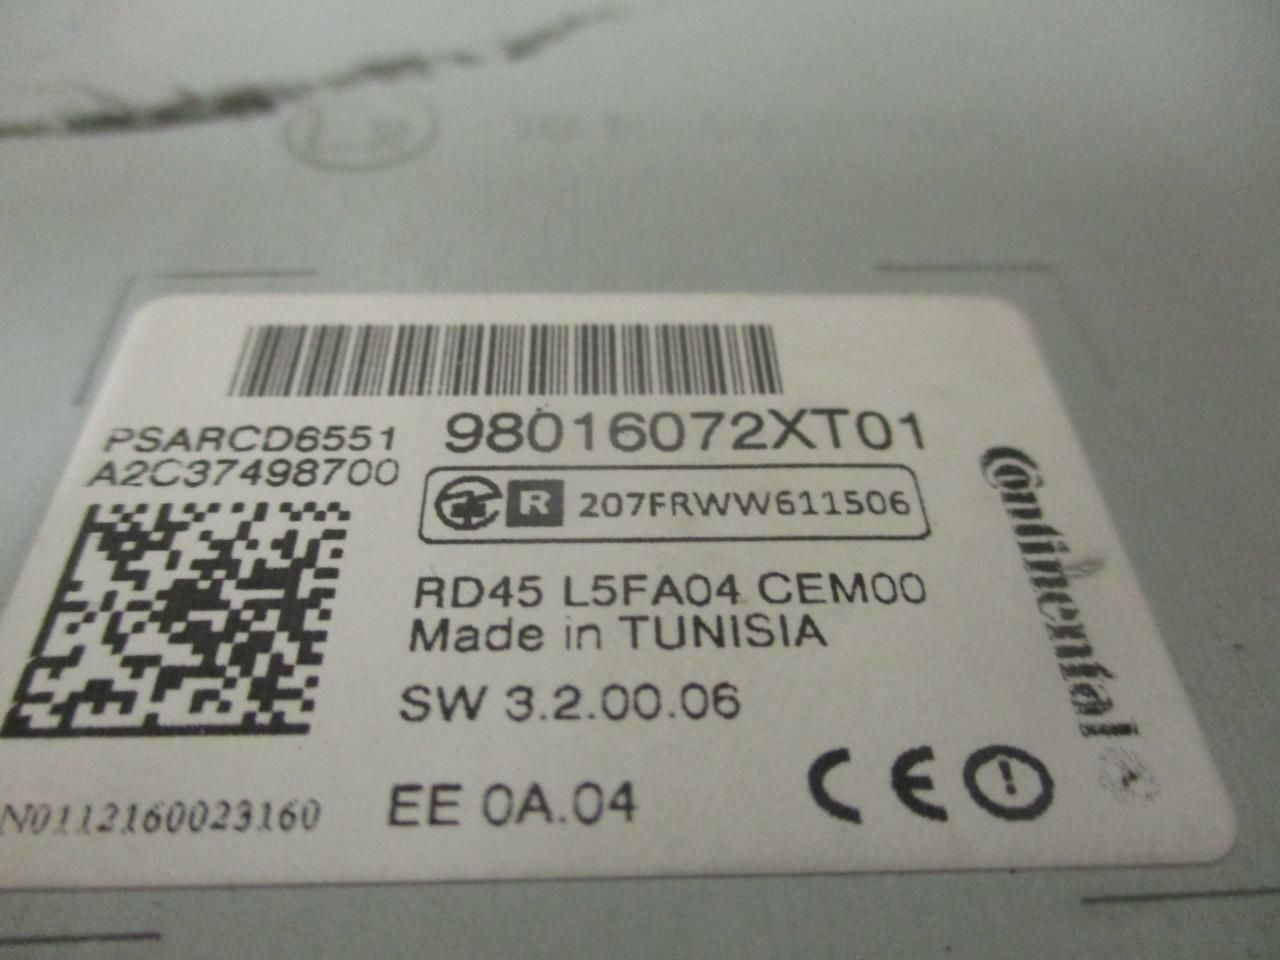 PSARCD6551 98016072XT01
A2C37498700
R 207FRWW611506
RD45 L5FA04 CEM00
Made in TUNISIA
SW 3.2.00.06
N0112160023160 EE 0A.04
CE
Continental